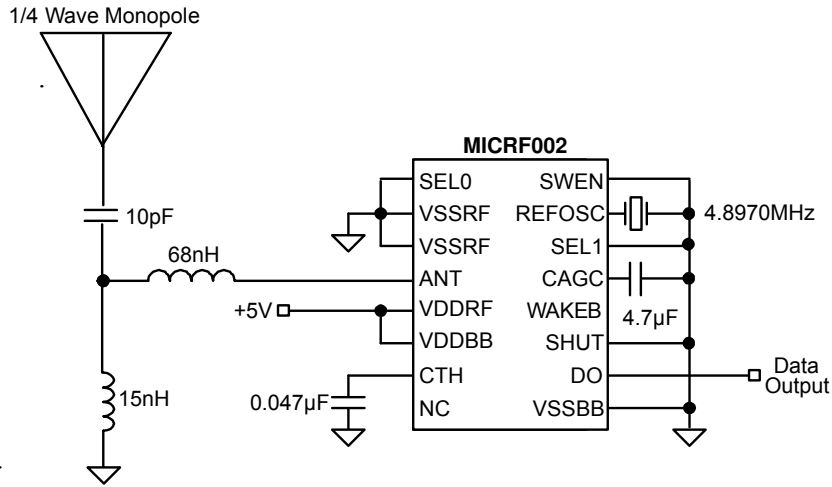 1/4 Wave Monopole
10pF
68nH
15nH
+5V
0.047µF
MICRF002
SEL0
VSSRF
VSSRF
ANT
VDDRF
VDDBB
CTH
NC
SWEN
REFOSC
SEL1
CAGC
WAKEB
SHUT
DO
VSSBB
4.8970MHz
4.7µF
Data
Output